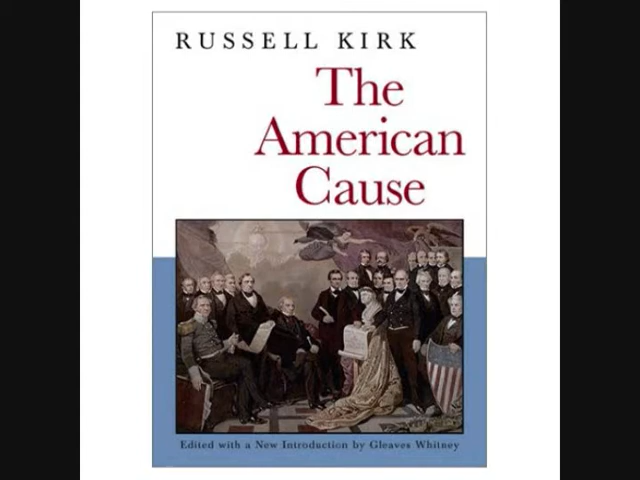 RUSSELL KIRK
The
American
Cause
Edited with a New Introduction by Gleaves Whitney